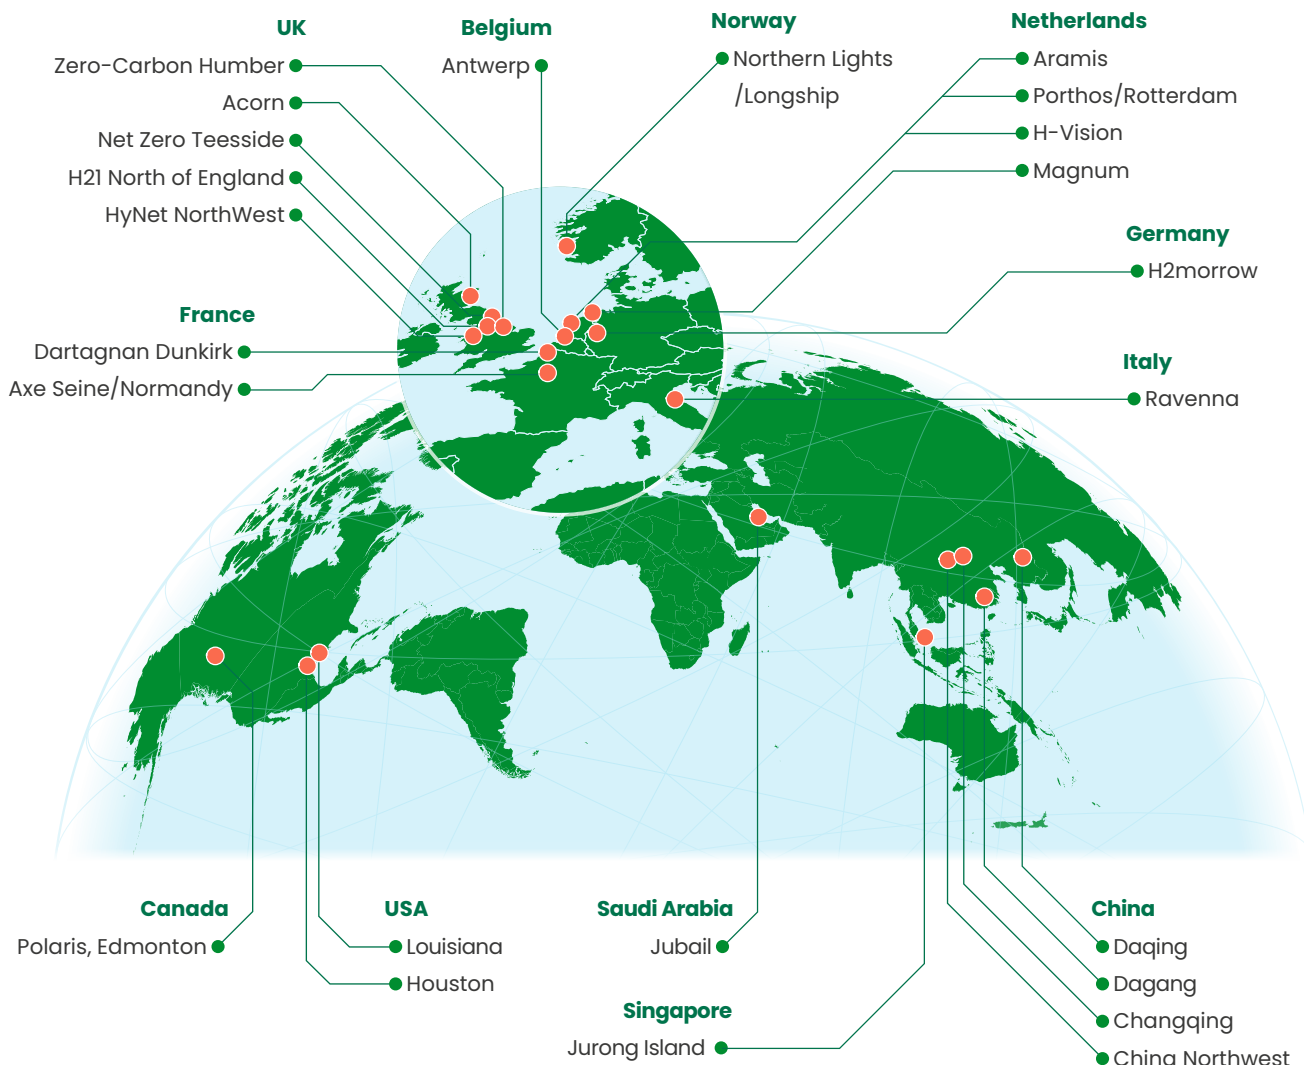 UK
Zero-Carbon Humber
Acorn
Net Zero Teesside
H21 North of England
HyNet NorthWest
Belgium
Antwerp
Norway
Northern Lights
/Longship
Netherlands
Aramis
Porthos/Rotterdam
H-Vision
Magnum
Germany
H2morrow
France
Dartagnan Dunkirk
Axe Seine/Normandy
Italy
Ravenna
Canada
Polaris, Edmonton
USA
Louisiana
Houston
Saudi Arabia
Jubail
Singapore
Jurong Island
China
Daqing
Dagang
Changqing
China Northwest